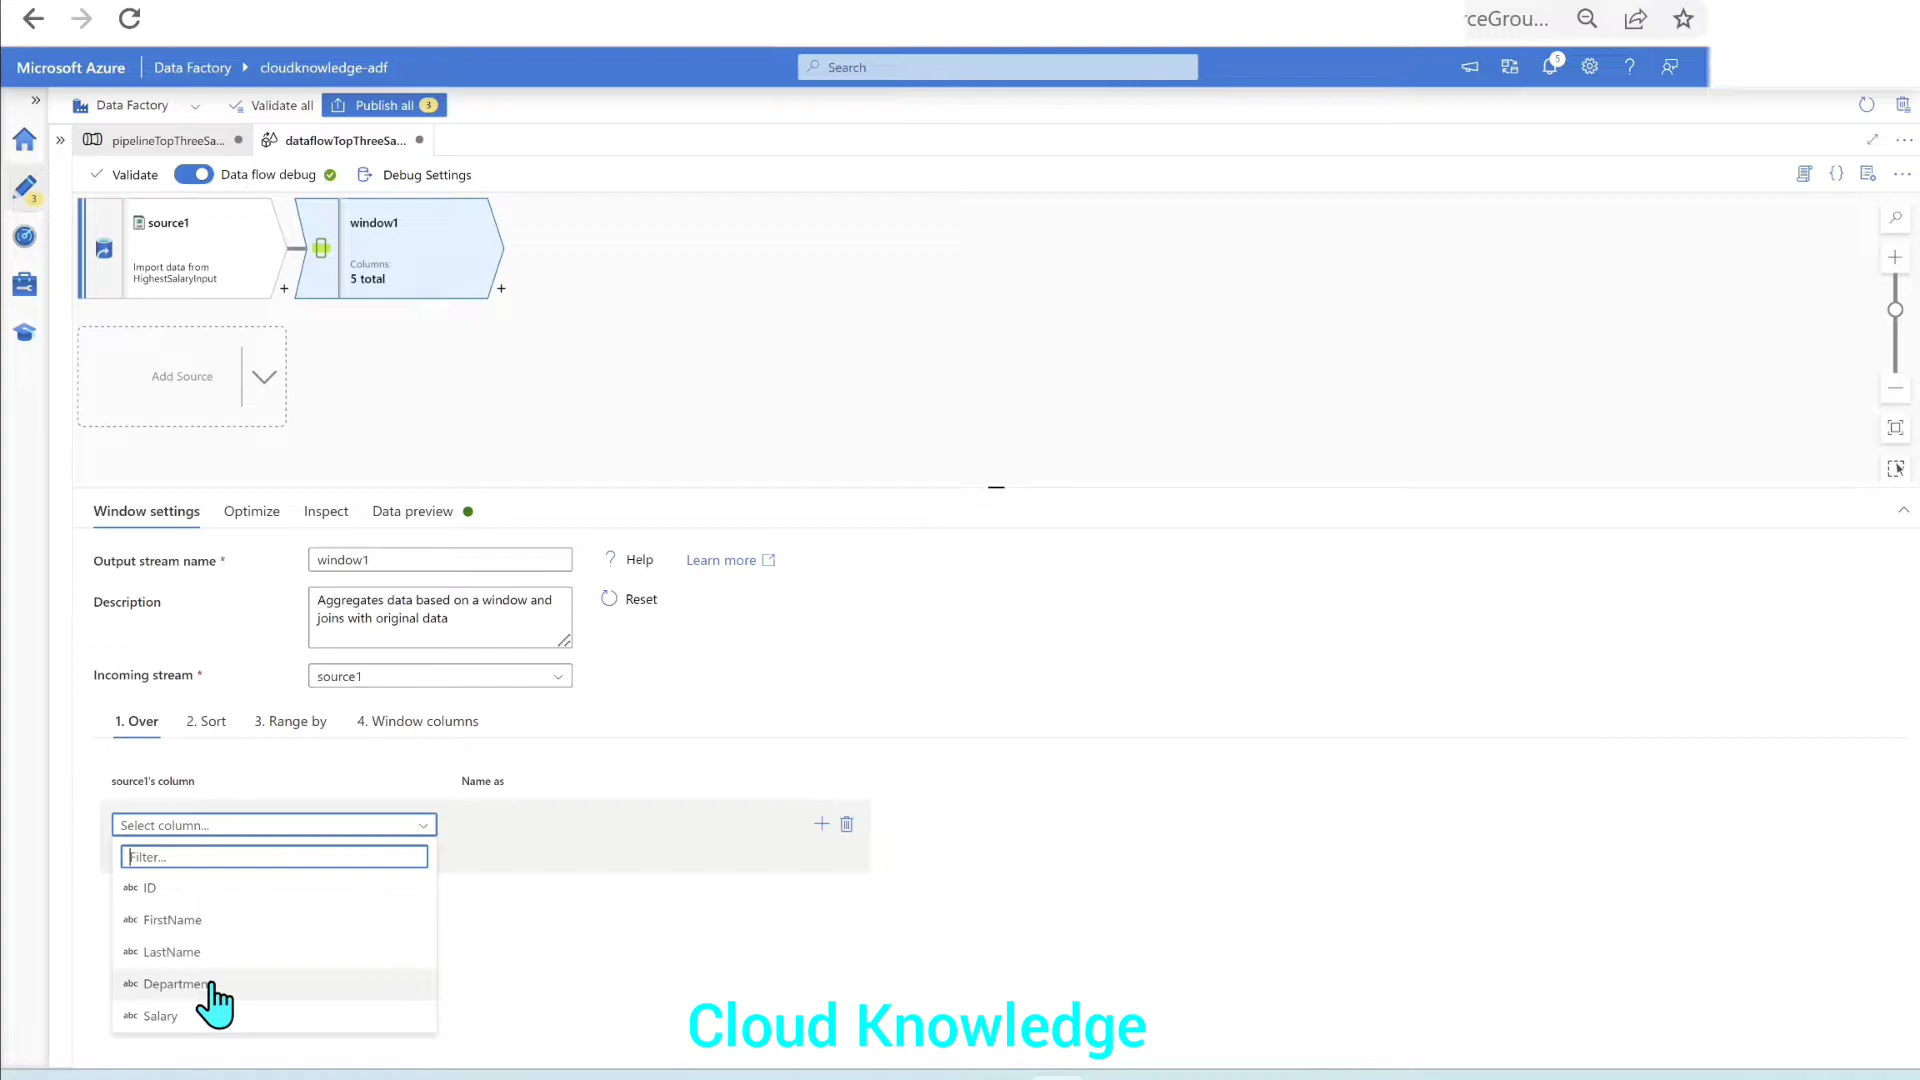 rceGrou...
Microsoft Azure Data Factory cloudknowledge-adf Search 5
Data Factory Validate all Publish all 3
pipelineTopThreeSa... dataflowTopThreeSa...
3
Validate Data flow debug Debug Settings
source1
Import data from
HighestSalaryInput
window1
Columns:
5 total
Add Source
Window settings Optimize Inspect Data preview
Output stream name * window1 ? Help Learn more
Description Aggregates data based on a window and
joins with original data
Reset
Incoming stream * source1
1. Over 2. Sort 3. Range by 4. Window columns
source1's column Name as
Select column...
Filter...
abc ID
abc FirstName
abc LastName
abc Departmen
abc Salary
Cloud Knowledge